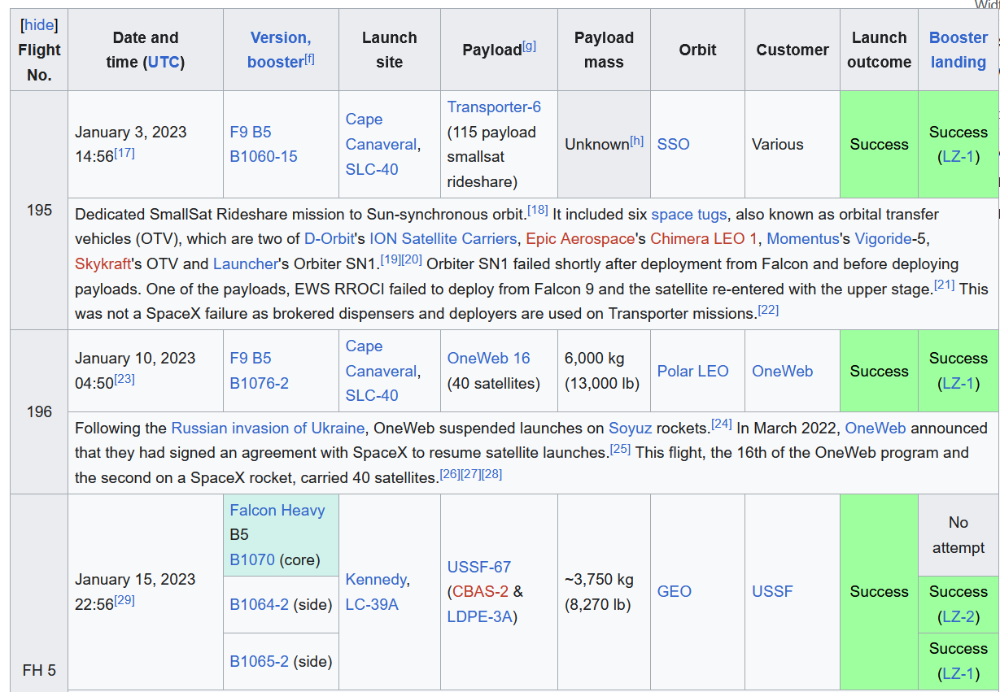 Widt
[hide]
Flight
No.
Date and
time (UTC)
Version,
booster[f]
Launch
site
Payload[g]
Payload
mass
Orbit
Customer
Launch
outcome
Booster
landing
195
January 3, 2023
14:56[17]
F9 B5
B1060-15
Cape
Canaveral,
SLC-40
Transporter-6
(115 payload
smallsat
rideshare)
Unknown[h]
SSO
Various
Success
Success
(LZ-1)
Dedicated SmallSat Rideshare mission to Sun-synchronous orbit.[18] It included six space tugs, also known as orbital transfer
vehicles (OTV), which are two of D-Orbit's ION Satellite Carriers, Epic Aerospace's Chimera LEO 1, Momentus's Vigoride-5,
Skykraft's OTV and Launcher's Orbiter SN1.[19][20] Orbiter SN1 failed shortly after deployment from Falcon and before deploying
payloads. One of the payloads, EWS RROCI failed to deploy from Falcon 9 and the satellite re-entered with the upper stage.[21] This
was not a SpaceX failure as brokered dispensers and deployers are used on Transporter missions.[22]
196
January 10, 2023
04:50[23]
F9 B5
B1076-2
Cape
Canaveral,
SLC-40
OneWeb 16
(40 satellites)
6,000 kg
(13,000 lb)
Polar LEO
OneWeb
Success
Success
(LZ-1)
Following the Russian invasion of Ukraine, OneWeb suspended launches on Soyuz rockets.[24] In March 2022, OneWeb announced
that they had signed an agreement with SpaceX to resume satellite launches.[25] This flight, the 16th of the OneWeb program and
the second on a SpaceX rocket, carried 40 satellites.[26][27][28]
FH 5
January 15, 2023
22:56[29]
Falcon Heavy
B5
B1070 (core)
B1064-2 (side)
B1065-2 (side)
Kennedy,
LC-39A
USSF-67
(CBAS-2 &
LDPE-3A)
~3,750 kg
(8,270 lb)
GEO
USSF
Success
No
attempt
Success
(LZ-2)
Success
(LZ-1)